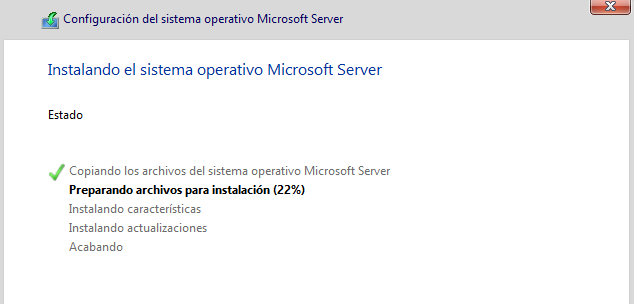 Configuración del sistema operativo Microsoft Server
Instalando el sistema operativo Microsoft Server
Estado
Copiando los archivos del sistema operativo Microsoft Server
Preparando archivos para instalación (22%)
Instalando características
Instalando actualizaciones
Acabando